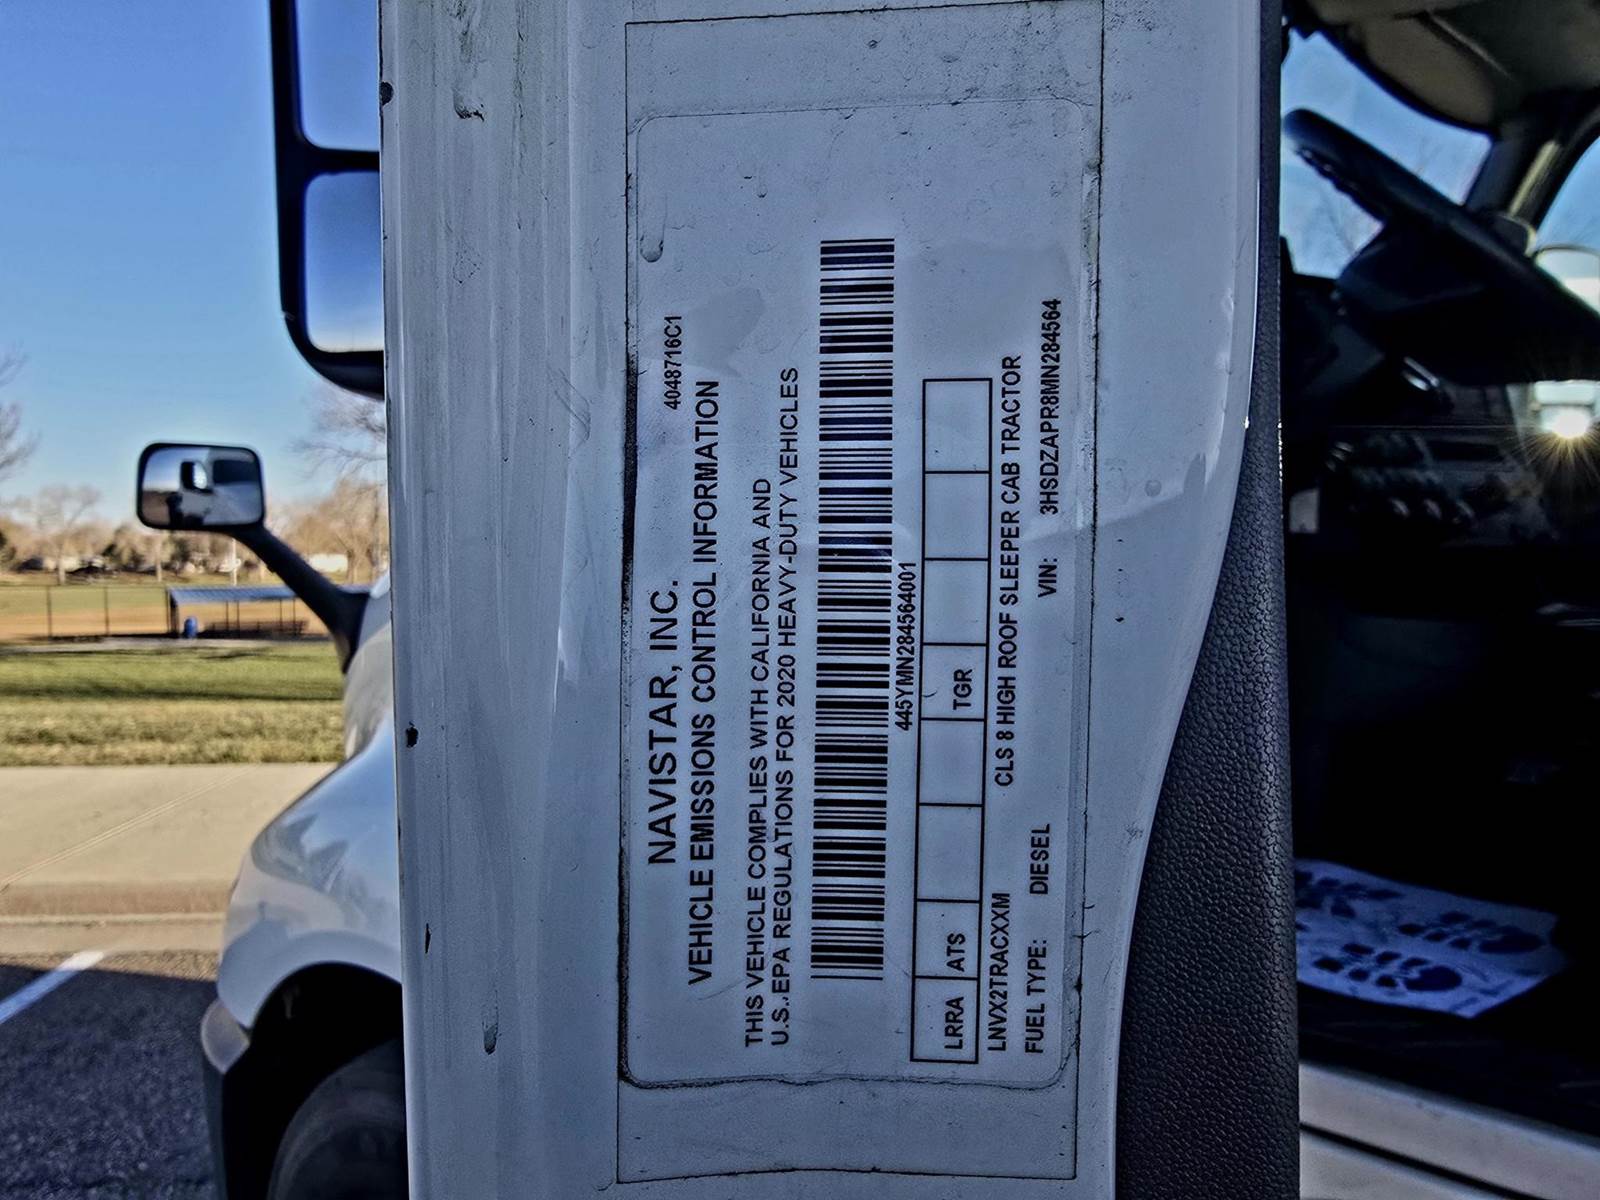 4048716C1
NAVISTAR, INC.
VEHICLE EMISSIONS CONTROL INFORMATION
THIS VEHICLE COMPLIES WITH CALIFORNIA AND
U.S. EPA REGULATIONS FOR 2020 HEAVY-DUTY VEHICLES
445YMN284564001
LRRA ATS TGR
LNVX2TRACXXM CLS 8 HIGH ROOF SLEEPER CAB TRACTOR
FUEL TYPE: DIESEL VIN: 3HSDZAPR8MN284564